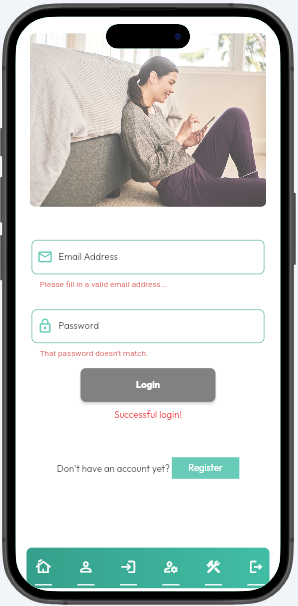 Email Address
Please fill in a valid email address...
Password
That password doesn't match.
Login
Successful login!
Don't have an account yet? Register